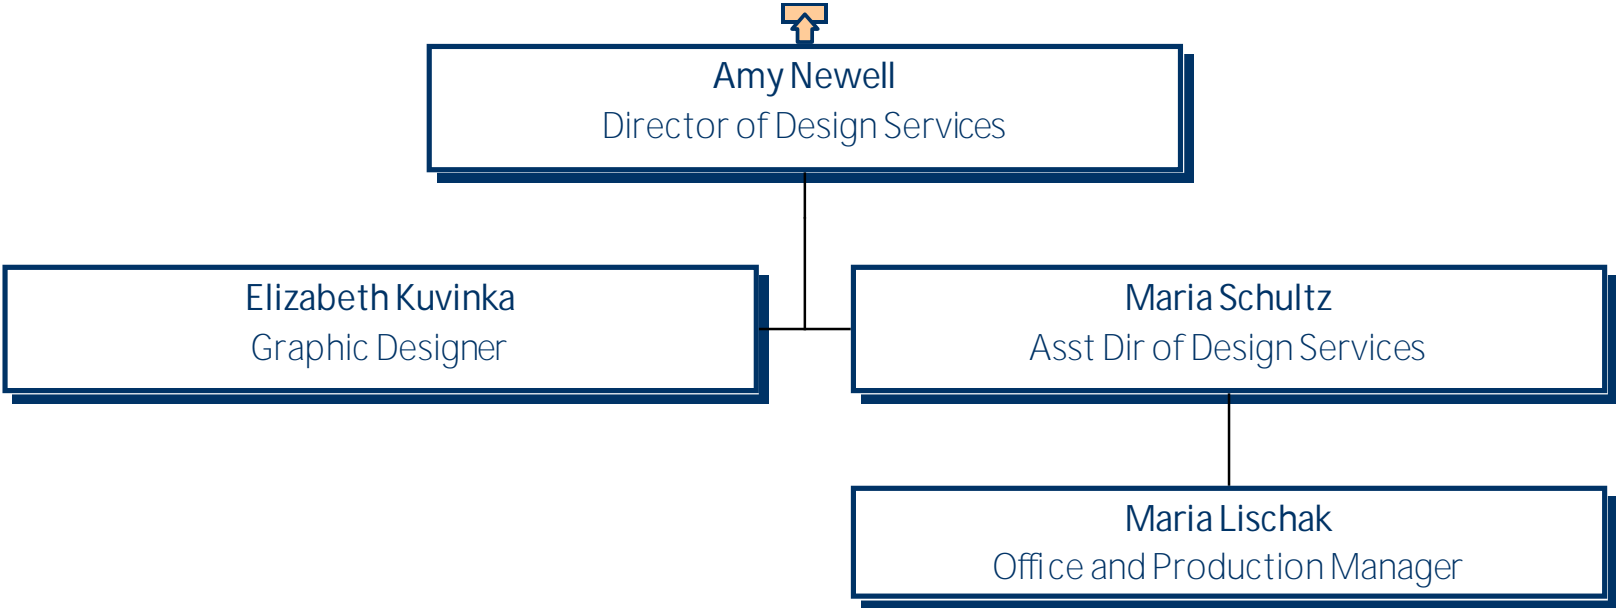 Amy Newell
Director of Design Services
Elizabeth Kuvinka
Graphic Designer
Maria Schultz
Asst Dir of Design Services
Maria Lischak
Office and Production Manager